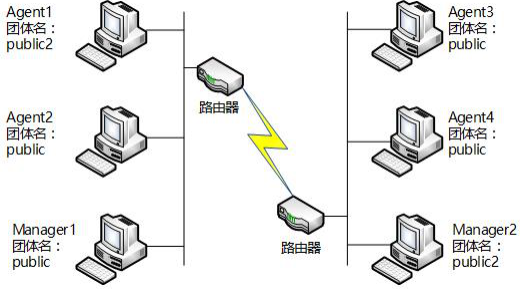 Agent1
团体名：
public2
Agent2
团体名：
public
Manager1
团体名：
public
路由器
路由器
Agent3
团体名：
public
Agent4
团体名：
public
Manager2
团体名：
public2